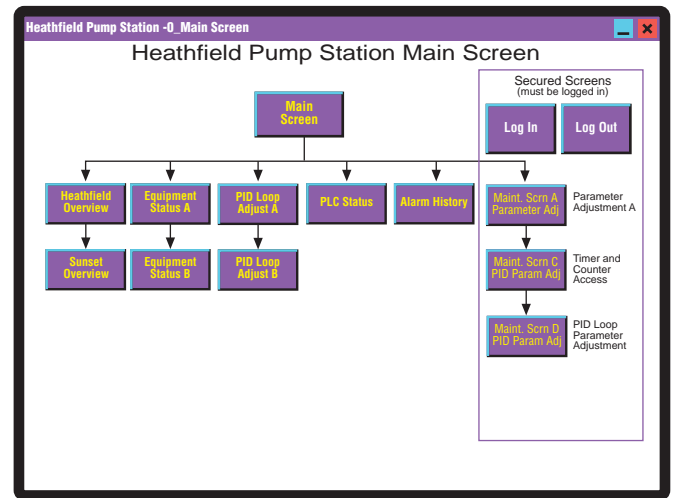 Heathfield Pump Station -0_Main Screen
Heathfield Pump Station Main Screen
Secured Screens
(must be logged in)
Main
Screen
Log In
Log Out
Heathfield
Overview
Equipment
Status A
PID Loop
Adjust A
PLC Status
Alarm History
Maint. Scrn A
Parameter Adj
Parameter
Adjustment A
Sunset
Overview
Equipment
Status B
PID Loop
Adjust B
Maint. Scrn C
PID Param Adj
Timer and
Counter
Access
Maint. Scrn D
PID Param Adj
PID Loop
Parameter
Adjustment